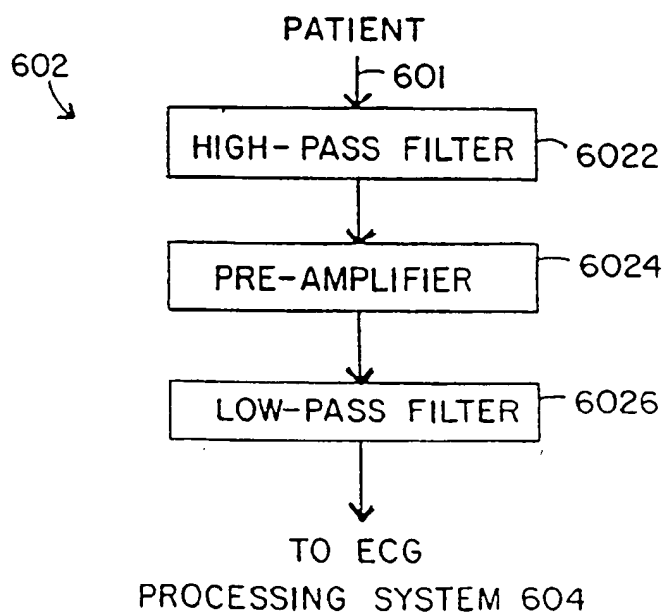 PATIENT
602
601
HIGH-PASS FILTER
6022
PRE-AMPLIFIER
6024
LOW-PASS FILTER
6026
TO ECG
PROCESSING SYSTEM 604